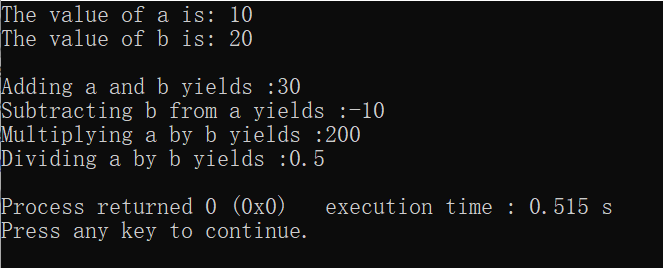 The value of a is: 10
The value of b is: 20
Adding a and b yields :30
Subtracting b from a yields :-10
Multiplying a by b yields :200
Dividing a by b yields :0.5
Process returned 0 (0x0)   execution time : 0.515 s
Press any key to continue.